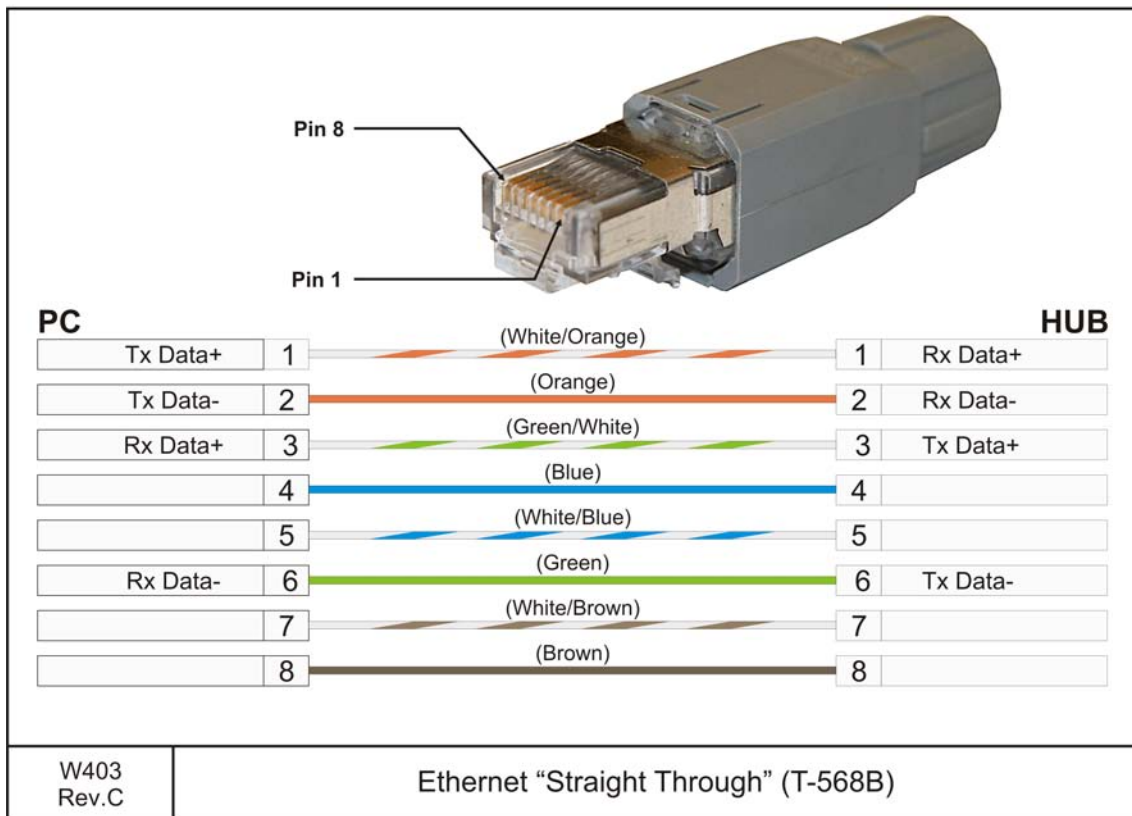 Pin 8
Pin 1
PC
HUB
(White/Orange)
Tx Data+ 1 1 Rx Data+
(Orange)
Tx Data- 2 2 Rx Data-
(Green/White)
Rx Data+ 3 3 Tx Data+
(Blue)
4 4
(White/Blue)
5 5
(Green)
Rx Data- 6 6 Tx Data-
(White/Brown)
7 7
(Brown)
8 8
W403
Rev.C
Ethernet “Straight Through” (T-568B)